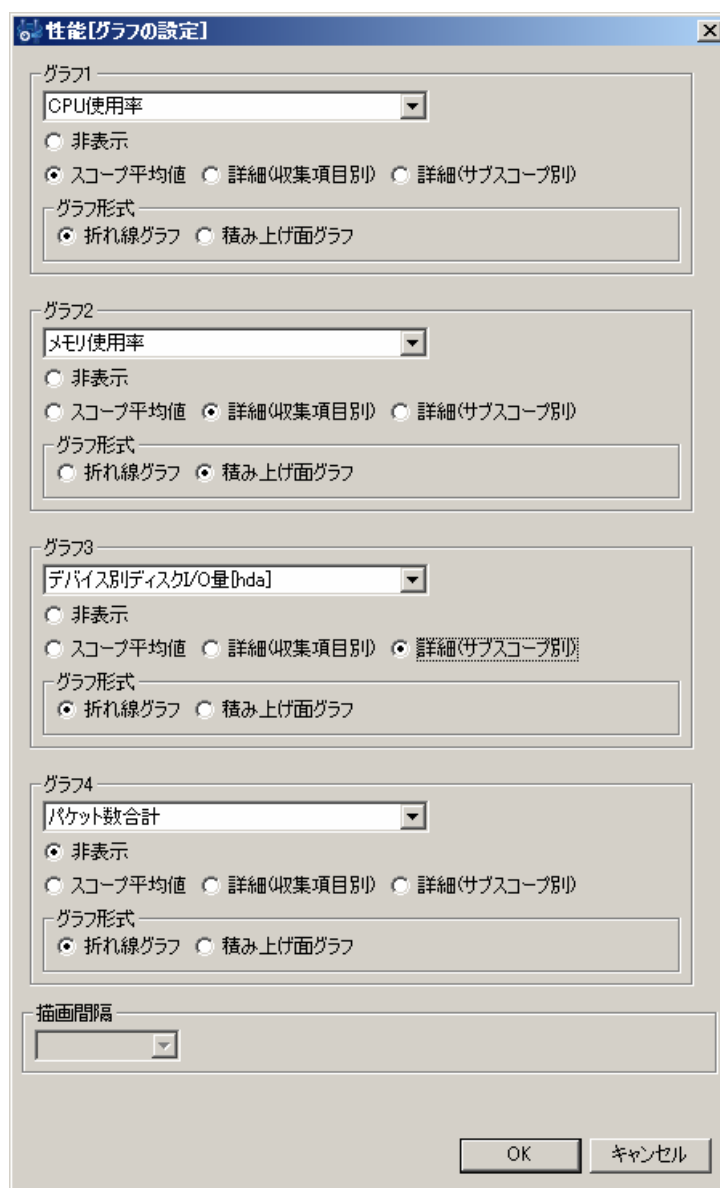 性能[グラフの設定]
グラフ1
CPU使用率
非表示
スコープ平均値 詳細(収集項目別) 詳細(サブスコープ別)
グラフ形式
折れ線グラフ 積み上げ面グラフ
グラフ2
メモリ使用率
非表示
スコープ平均値 詳細(収集項目別) 詳細(サブスコープ別)
グラフ形式
折れ線グラフ 積み上げ面グラフ
グラフ3
デバイス別ディスクI/O量[hda]
非表示
スコープ平均値 詳細(収集項目別) 詳細(サブスコープ別)
グラフ形式
折れ線グラフ 積み上げ面グラフ
グラフ4
パケット数合計
非表示
スコープ平均値 詳細(収集項目別) 詳細(サブスコープ別)
グラフ形式
折れ線グラフ 積み上げ面グラフ
描画間隔
OK キャンセル